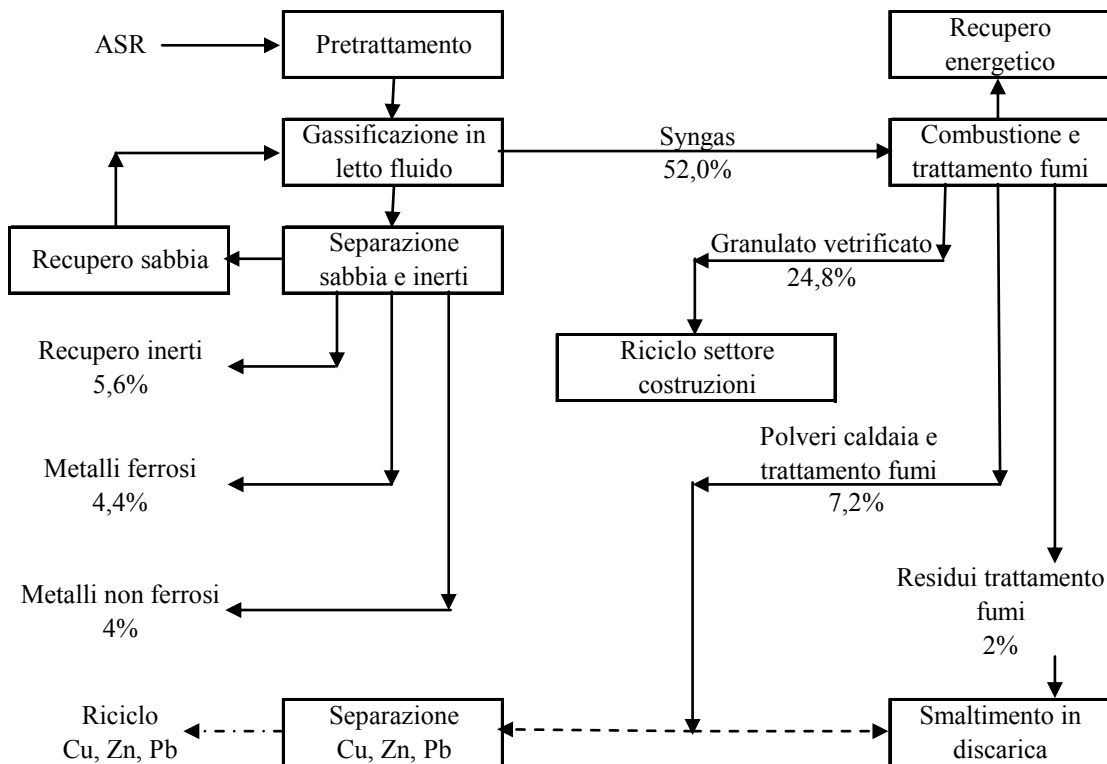 ASR
Pretrattamento
Recupero
energetico
Gassificazione in
letto fluido
Syngas
52,0%
Combustione e
trattamento fumi
Recupero sabbia
Separazione
sabbia e inerti
Granulato vetrificato
24,8%
Recupero inerti
5,6%
Riciclo settore
costruzioni
Metalli ferrosi
4,4%
Polveri caldaia e
trattamento fumi
7,2%
Metalli non ferrosi
4%
Residui trattamento
fumi
2%
Riciclo
Cu, Zn, Pb
Separazione
Cu, Zn, Pb
Smaltimento in
discarica